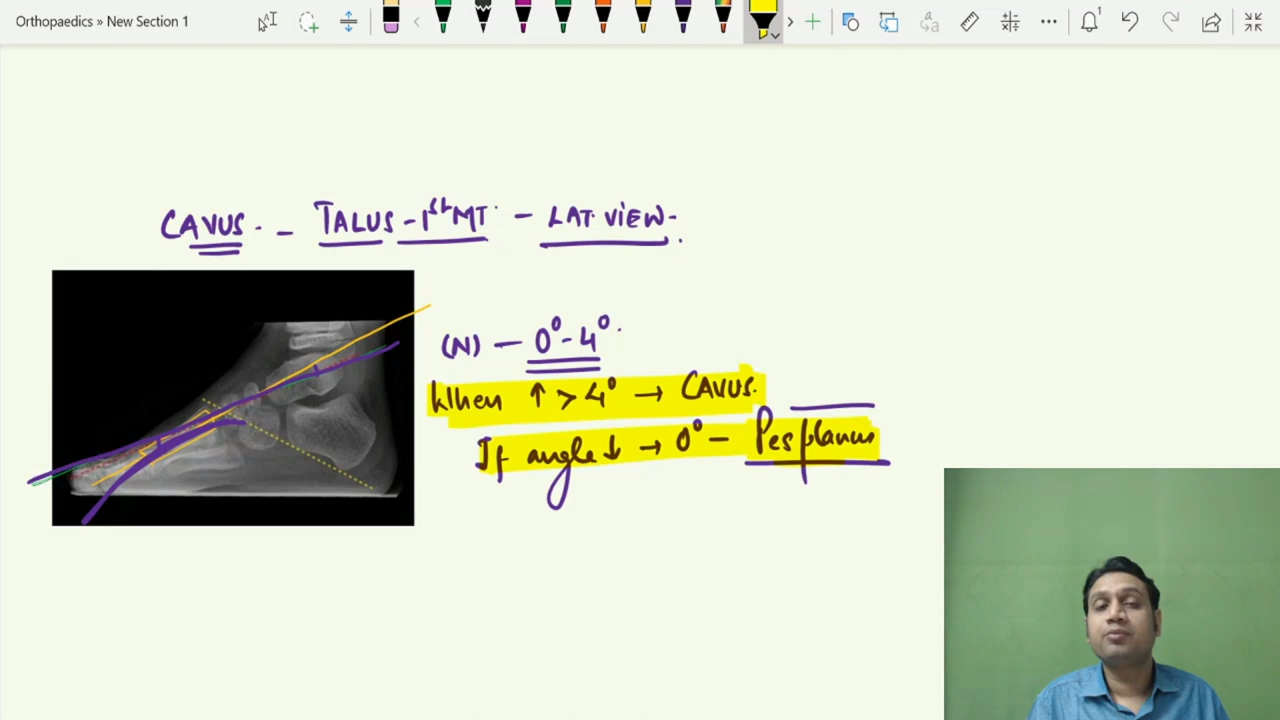 Orthopaedics » New Section 1
1
CAVUS. - TALUS - 1st MT. - LAT. VIEW-.
(N) - 0° - 4°.
When ↑ > 4° → CAVUS.
If angle ↓ → 0° - Pes planus